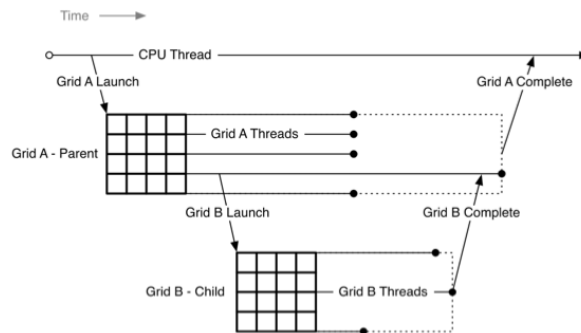 Time
CPU Thread
Grid A Launch
Grid A Complete
Grid A Threads
Grid A - Parent
Grid B Launch
Grid B Complete
Grid B - Child
Grid B Threads